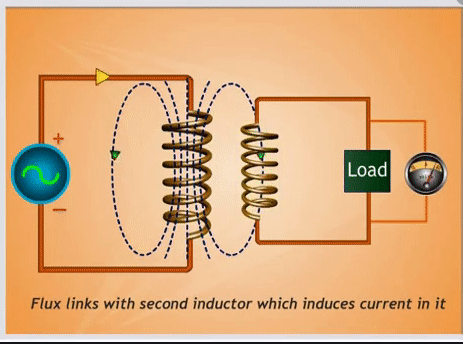 +
Load
−
Flux links with second inductor which induces current in it